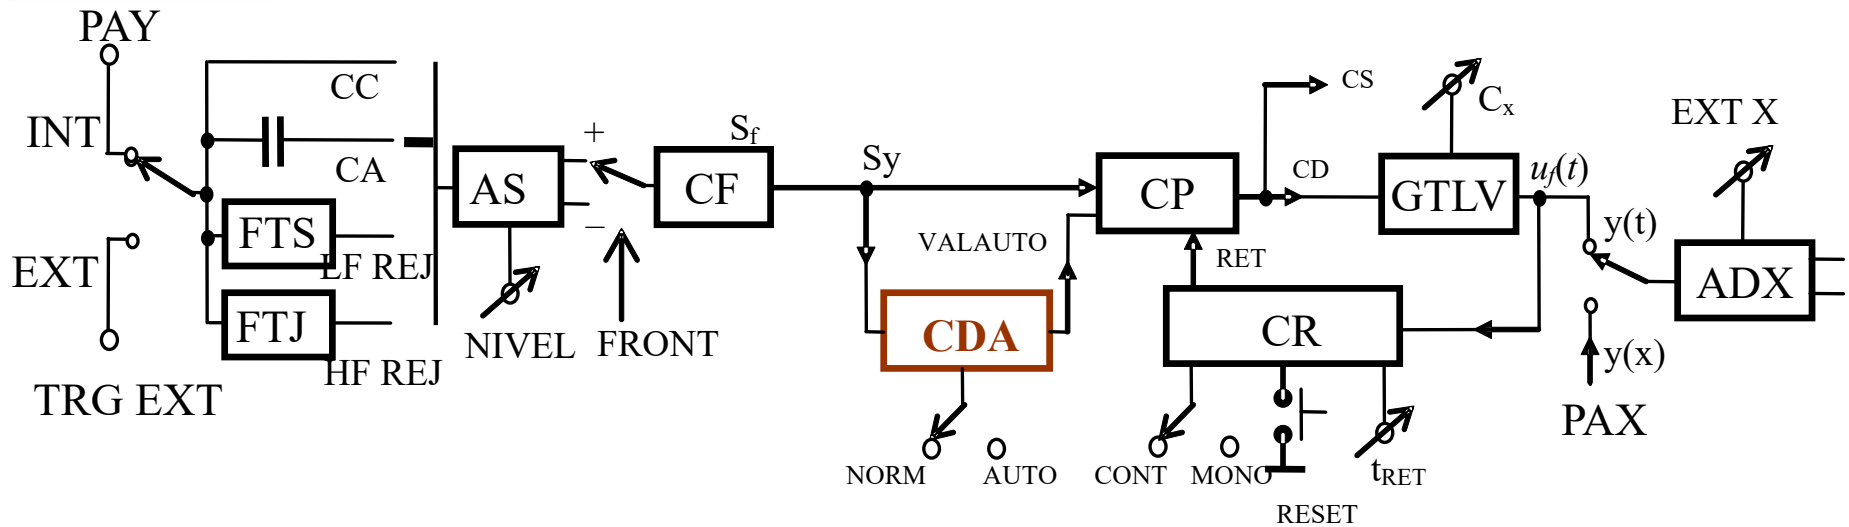 PAY
INT
EXT
TRG EXT
CC
CA
FTS
LF REJ
FTJ
HF REJ
AS
NIVEL
+
−
FRONT
CF
Sf
Sy
CDA
VALAUTO
NORM
AUTO
CP
RET
CS
CD
CR
CONT
MONO
RESET
tRET
GTLV
Cx
uf(t)
y(t)
y(x)
PAX
EXT X
ADX